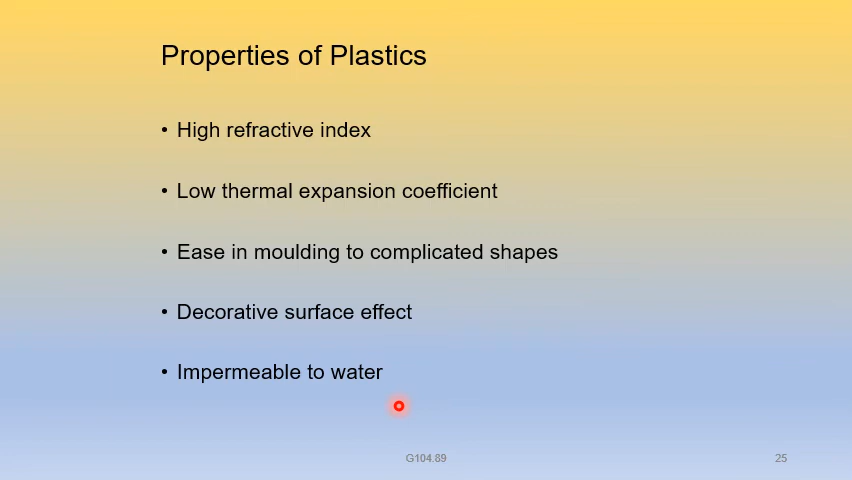 Properties of Plastics
• High refractive index
• Low thermal expansion coefficient
• Ease in moulding to complicated shapes
• Decorative surface effect
• Impermeable to water
G104.89
25